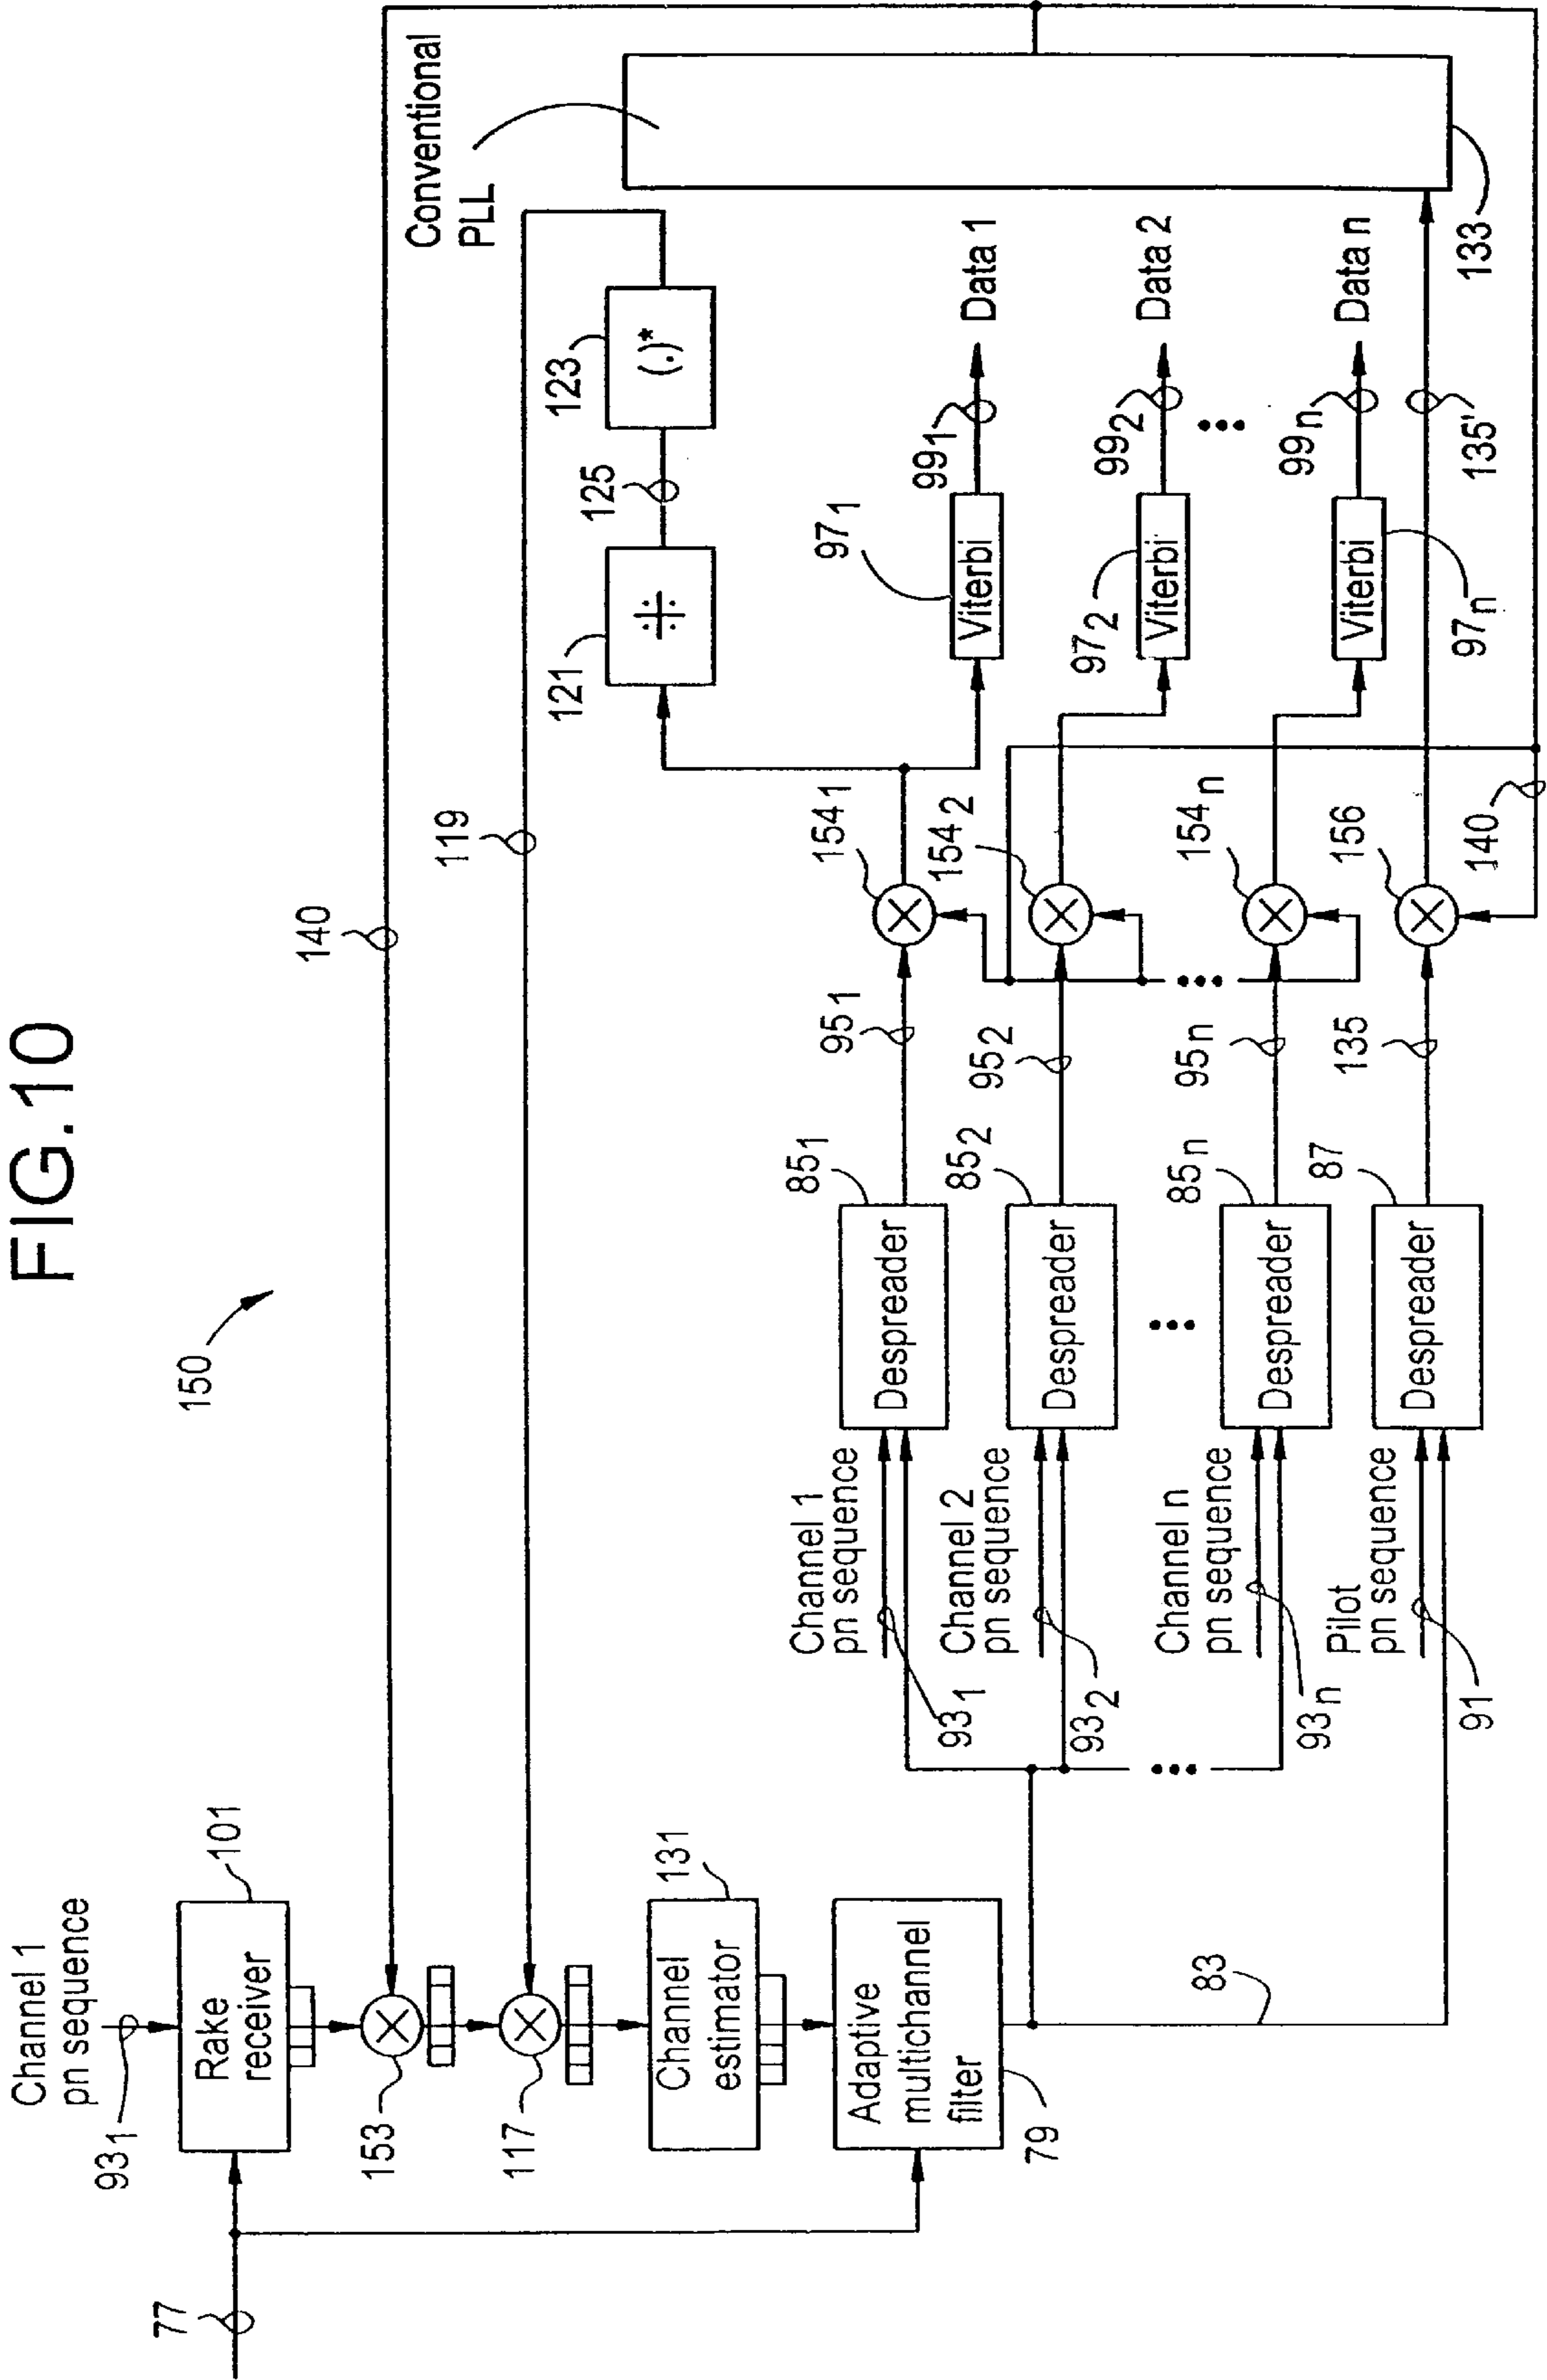 FIG.10
150
Channel 1
pn sequence
93₁
101
Rake
receiver
77
153
140
117
119
131
Channel
estimator
Adaptive
multichannel
filter
79
83
Conventional
PLL
121
÷
125
123
(.)*
Channel 1
pn sequence
93₁
Despreader
85₁
95₁
154₁
Viterbi
97₁
99₁
Data 1
Channel 2
pn sequence
93₂
Despreader
85₂
95₂
154₂
Viterbi
97₂
99₂
Data 2
Channel n
pn sequence
93n
Despreader
85n
95n
154n
Viterbi
97n
99n
Data n
Pilot
pn sequence
91
Despreader
87
135
156
140
135'
133